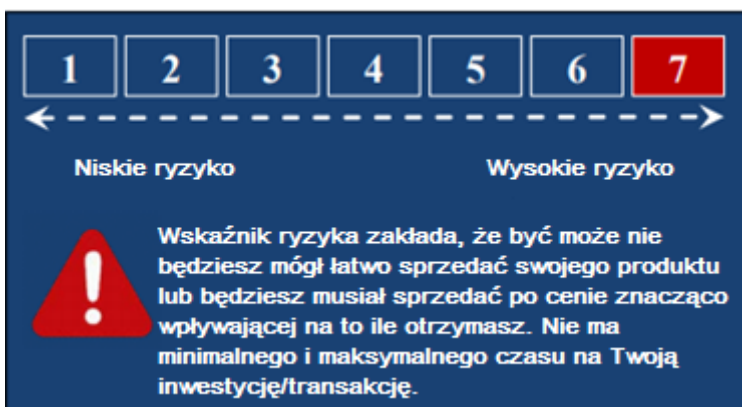 1 2 3 4 5 6 7
Niskie ryzyko Wysokie ryzyko
Wskaźnik ryzyka zakłada, że być może nie
będziesz mógł łatwo sprzedać swojego produktu
lub będziesz musiał sprzedać po cenie znacząco
wpływającej na to ile otrzymasz. Nie ma
minimalnego i maksymalnego czasu na Twoją
inwestycję/transakcję.